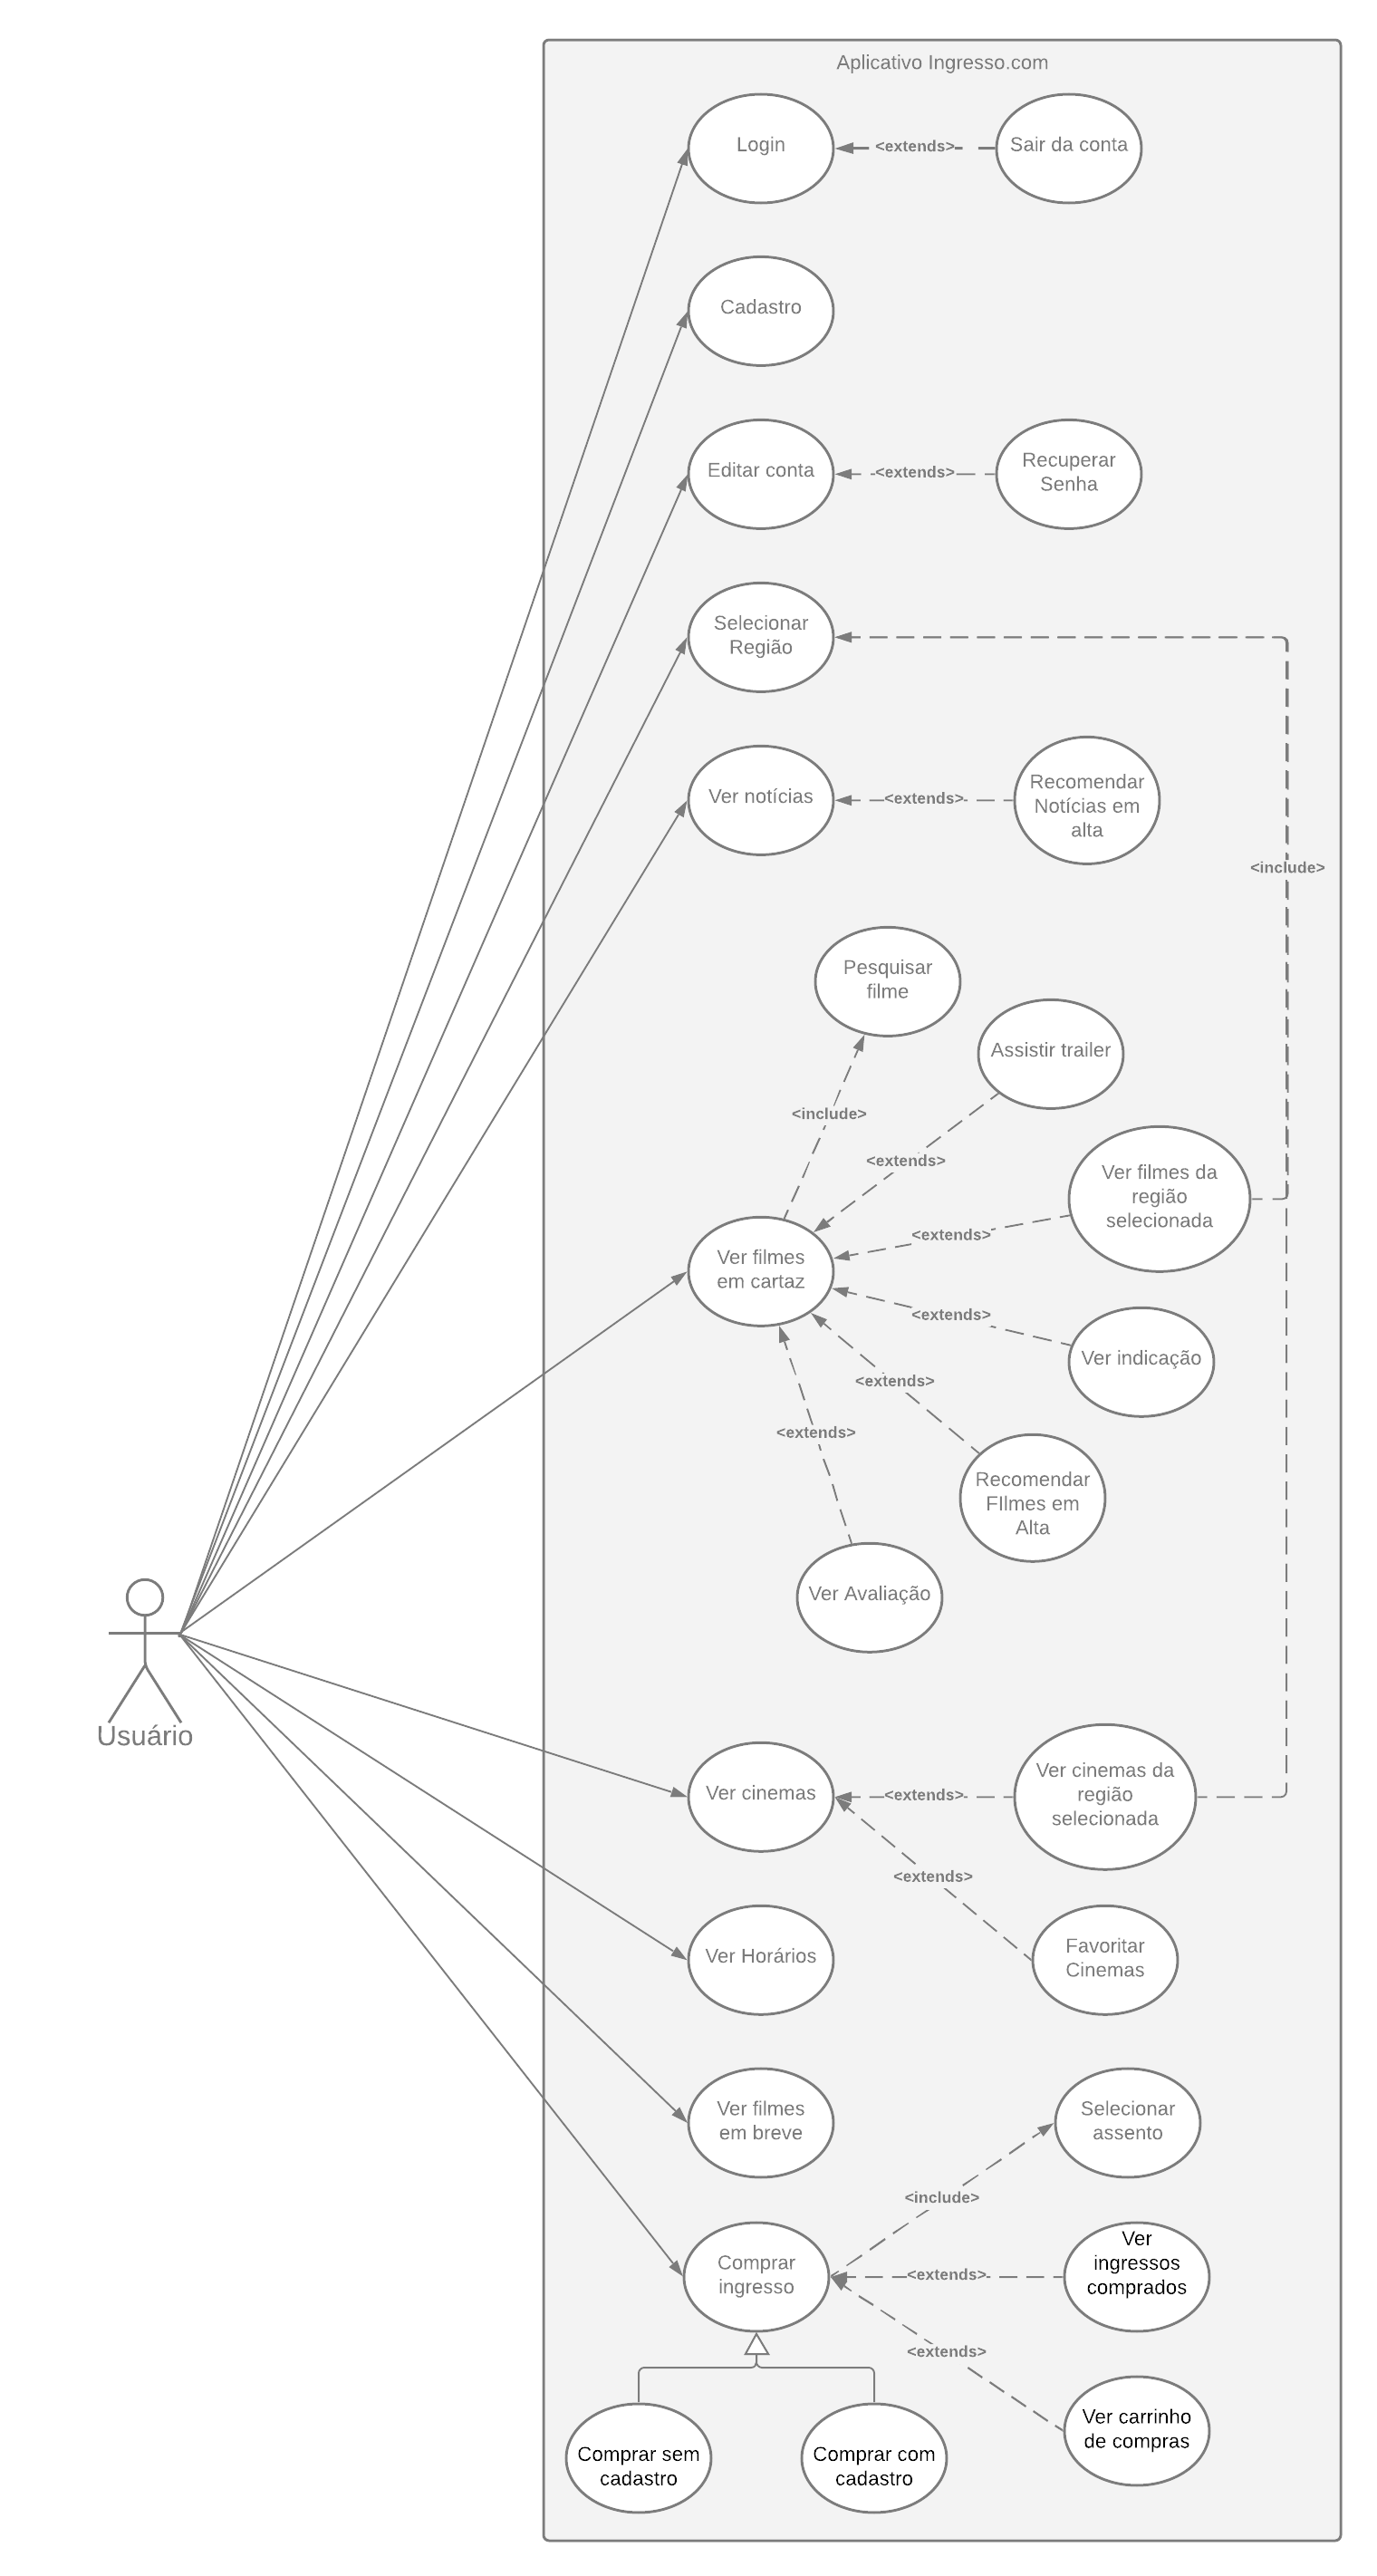 Aplicativo Ingresso.com
Login
<extends>
Sair da conta
Cadastro
Editar conta
<extends>
Recuperar
Senha
Selecionar
Região
Ver notícias
<extends>
Recomendar
Notícias em
alta
<include>
Pesquisar
filme
Assistir trailer
<include>
<extends>
Ver filmes da
região
selecionada
<extends>
Ver filmes
em cartaz
<extends>
Ver indicação
<extends>
<extends>
Recomendar
FIlmes em
Alta
Ver Avaliação
Usuário
Ver cinemas
<extends>
Ver cinemas da
região
selecionada
<extends>
Ver Horários
Favoritar
Cinemas
Ver filmes
em breve
Selecionar
assento
<include>
Comprar
ingresso
<extends>
Ver
ingressos
comprados
<extends>
Ver carrinho
de compras
Comprar sem
cadastro
Comprar com
cadastro